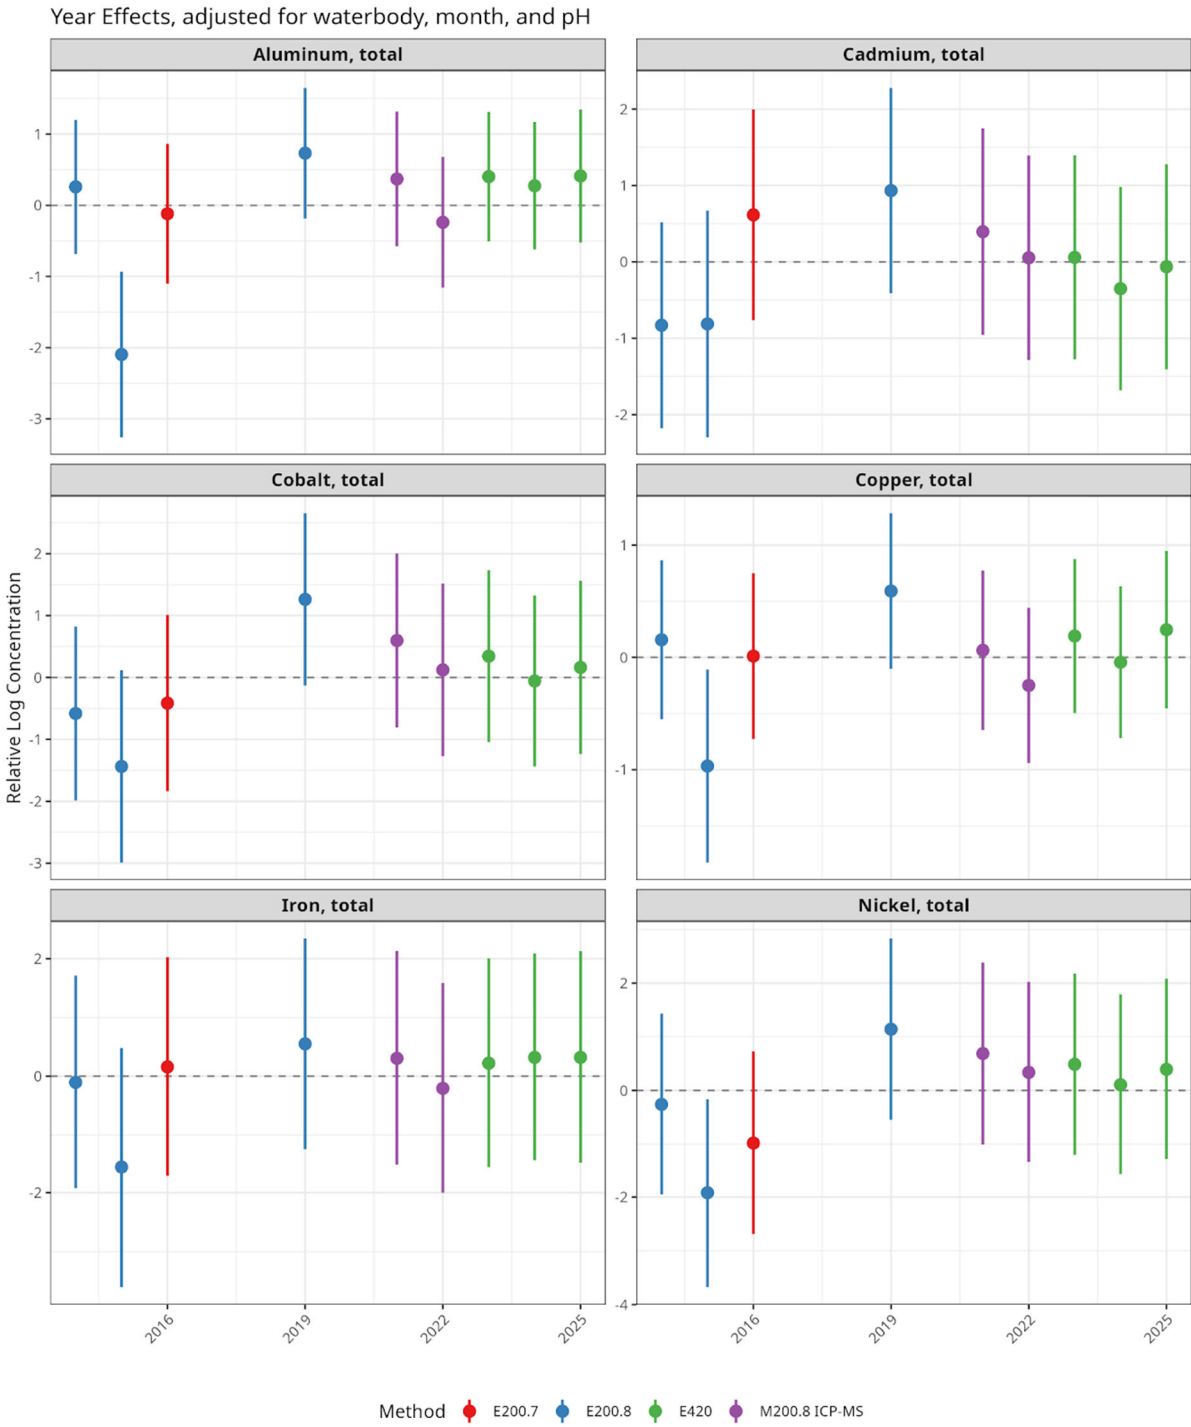 Year Effects, adjusted for waterbody, month, and pH
Aluminum, total
1
0
-1
-2
-3
Cadmium, total
2
1
0
-1
-2
Relative Log Concentration
Cobalt, total
2
1
0
-1
-2
-3
Copper, total
1
0
-1
Iron, total
2
0
-2
Nickel, total
2
0
-2
-4
2016 2019 2022 2025
2016 2019 2022 2025
Method E200.7 E200.8 E420 M200.8 ICP-MS